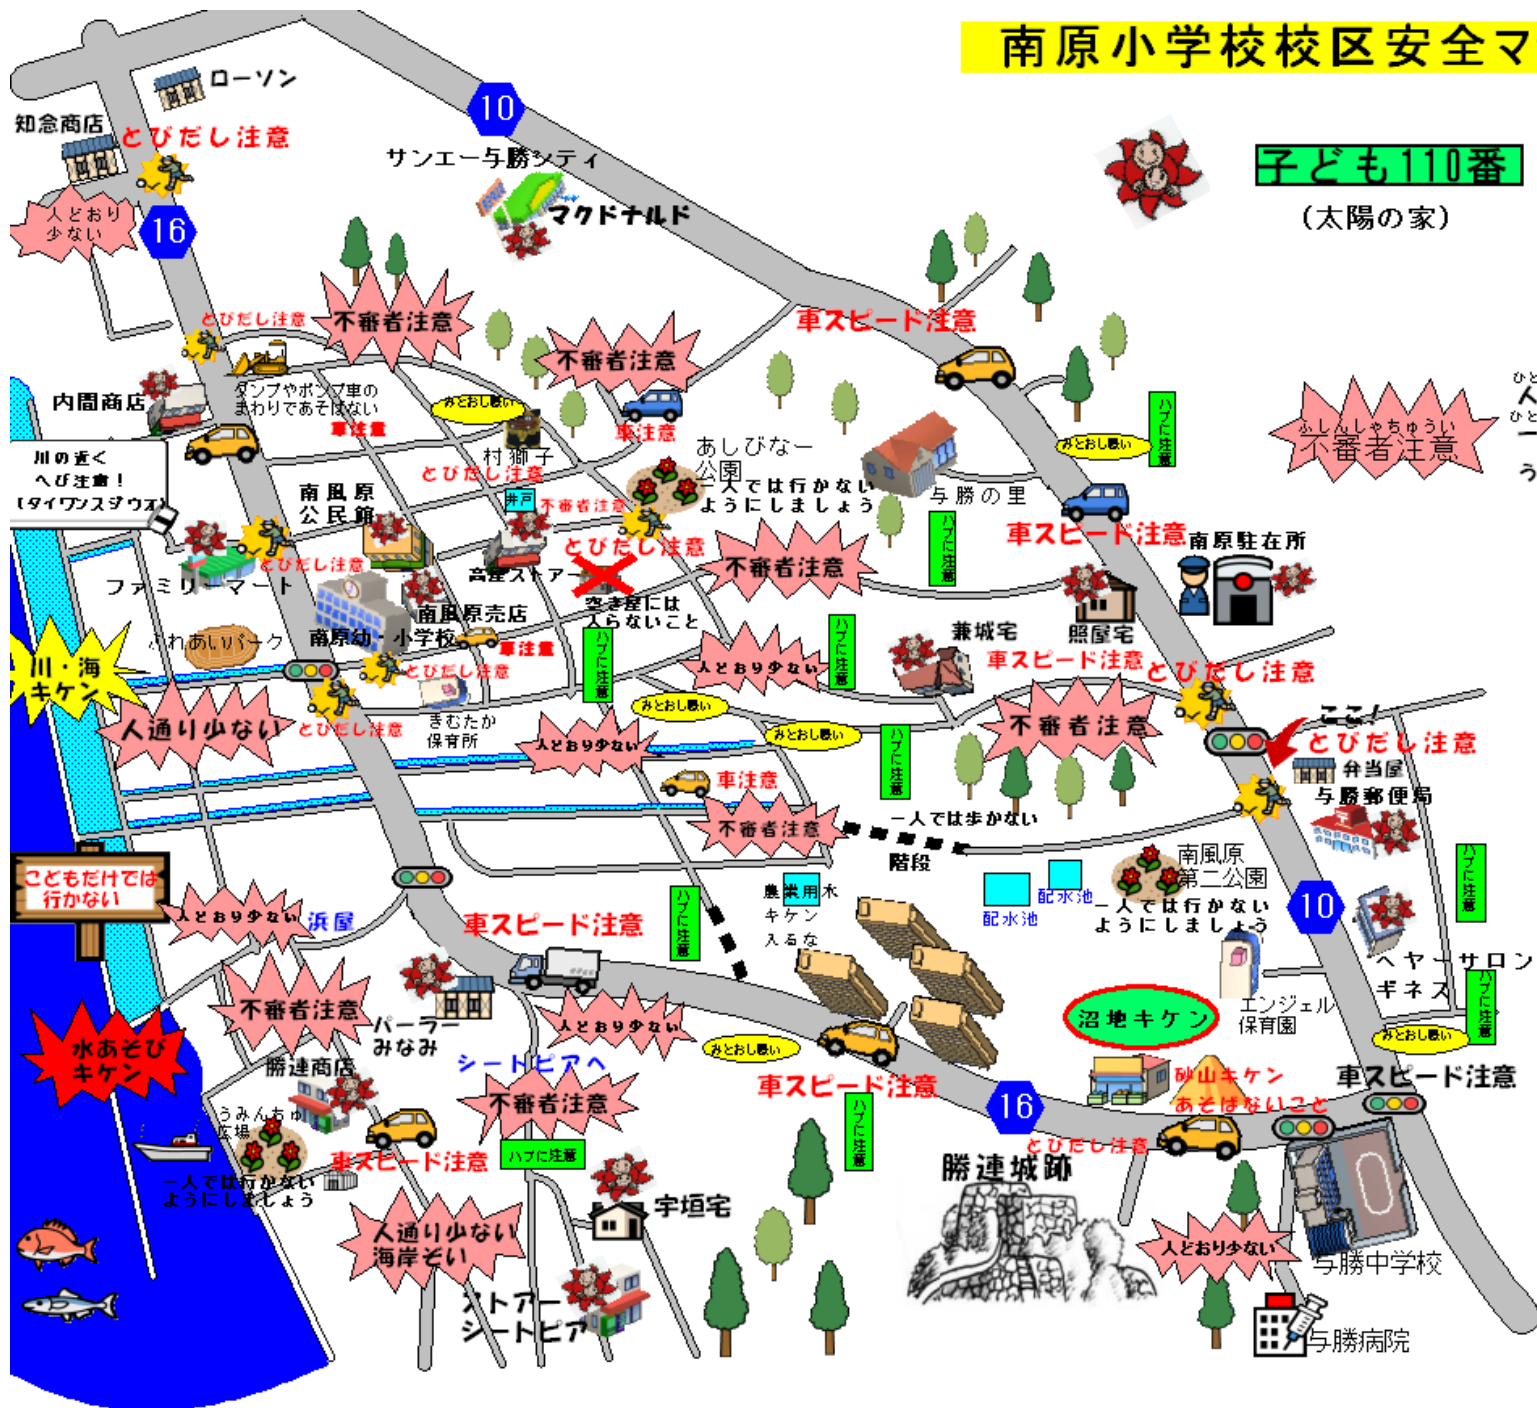 南原小学校校区安全マ
ローソン
10
知念商店
とびだし注意
サンエー与勝シティ
子ども110番
マクドナルド
(太陽の家)
人どおり
少ない
16
とびだし注意
不審者注意
車スピード注意
不審者注意
ダンプやポンプ車の
まわりであそばない
内間商店
みとおし悪い
ハブに注意
ふしんしゃちゅうい
不審者注意
ひと
人
ひと
一
う
車注意
車注意
村獅子
あしびなー
公園
みとおし悪い
川の近く
へび注意!
(タイワンスジオ)
とびだし注意
一人では行かない
ようにしましょう
与勝の里
南風原
公民館
井戸
不審者注意
ハブに注意
車スピード注意
南原駐在所
とびだし注意
とびだし注意
不審者注意
ファミリーマート
高産ストアー
空き屋には
入らないこと
南風原売店
照屋宅
兼城宅
ふれあいパーク
南原幼・小学校
車注意
ハブに注意
ハブに注意
川・海
キケン
人どおり少ない
車スピード注意
とびだし注意
とびだし注意
人通り少ない
とびだし注意
きむたか
保育所
みとおし悪い
不審者注意
ここ!
とびだし注意
人どおり少ない
みとおし悪い
ハブに注意
弁当屋
車注意
与勝郵便局
不審者注意
一人では歩かない
階段
こどもだけでは
行かない
南風原
第二公園
ハブに注意
農業用水
キケン
入るな
配水池
配水池
一人では行かない
ようにしましょう
10
人どおり少ない
浜屋
車スピード注意
ハブに注意
ヘヤーサロン
ギネス
不審者注意
パーラー
みなみ
人どおり少ない
沼地キケン
エンジェル
保育園
ハブに注意
水あそび
キケン
みとおし悪い
みとおし悪い
勝連商店
シートピアへ
車スピード注意
砂山キケン
あそばないこと
車スピード注意
不審者注意
16
うみんちゅ
広場
ハブに注意
とびだし注意
車スピード注意
ハブに注意
勝連城跡
一人では行かない
ようにしましょう
宇垣宅
人通り少ない
海岸ぞい
人どおり少ない
与勝中学校
ストアー
シートピア
与勝病院